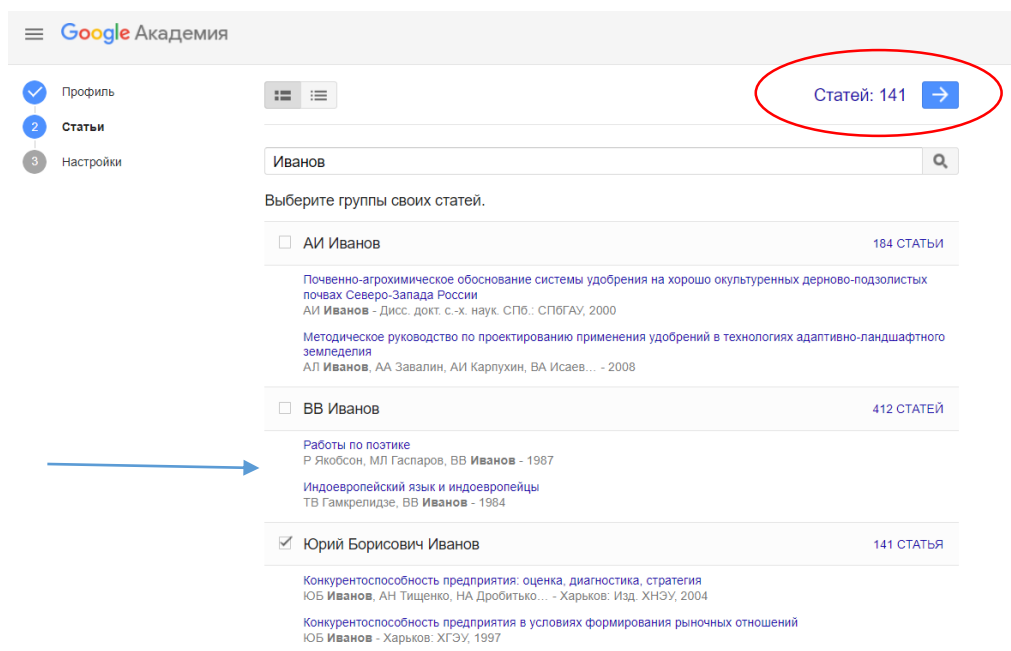 Google Академия
Профиль
2 Статьи
3 Настройки
Статей: 141
Иванов
Выберите группы своих статей.
АИ Иванов 184 СТАТЬИ
Почвенно-агрохимическое обоснование системы удобрения на хорошо окультуренных дерново-подзолистых
почвах Северо-Запада России
АИ Иванов - Дисс. докт. с.-х. наук. СПб.: СПбГАУ, 2000
Методическое руководство по проектированию применения удобрений в технологиях адаптивно-ландшафтного
земледелия
АЛ Иванов, АА Завалин, АИ Карпухин, ВА Исаев... - 2008
ВВ Иванов 412 СТАТЕЙ
Работы по поэтике
Р Якобсон, МЛ Гаспаров, ВВ Иванов - 1987
Индоевропейский язык и индоевропейцы
ТВ Гамкрелидзе, ВВ Иванов - 1984
Юрий Борисович Иванов 141 СТАТЬЯ
Конкурентоспособность предприятия: оценка, диагностика, стратегия
ЮБ Иванов, АН Тищенко, НА Дробитько... - Харьков: Изд. ХНЭУ, 2004
Конкурентоспособность предприятия в условиях формирования рыночных отношений
ЮБ Иванов - Харьков: ХГЭУ, 1997